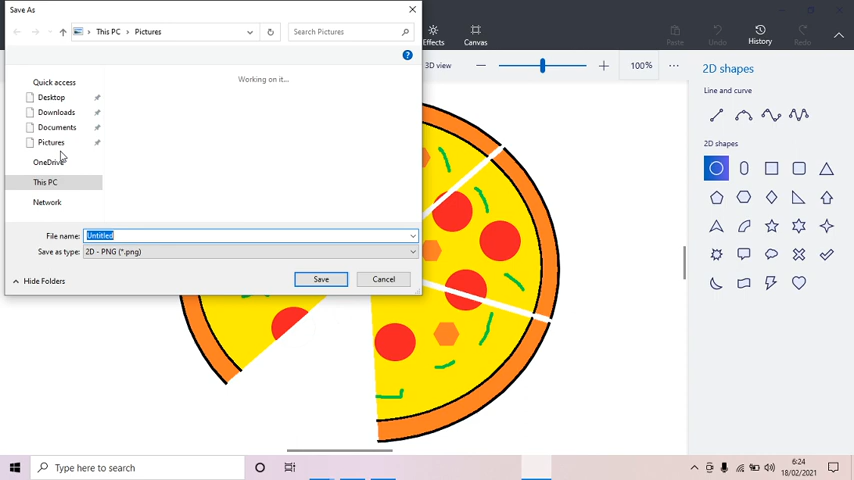 Save As
This PC
Pictures
Search Pictures
Effects
Canvas
Paste
Undo
History
Redo
3D view
100%
2D shapes
Line and curve
2D shapes
Quick access
Desktop
Downloads
Documents
Pictures
OneDrive
This PC
Network
Working on it...
File name:
Untitled
Save as type:
2D - PNG (*.png)
Hide Folders
Save
Cancel
Type here to search
6:24
18/02/2021